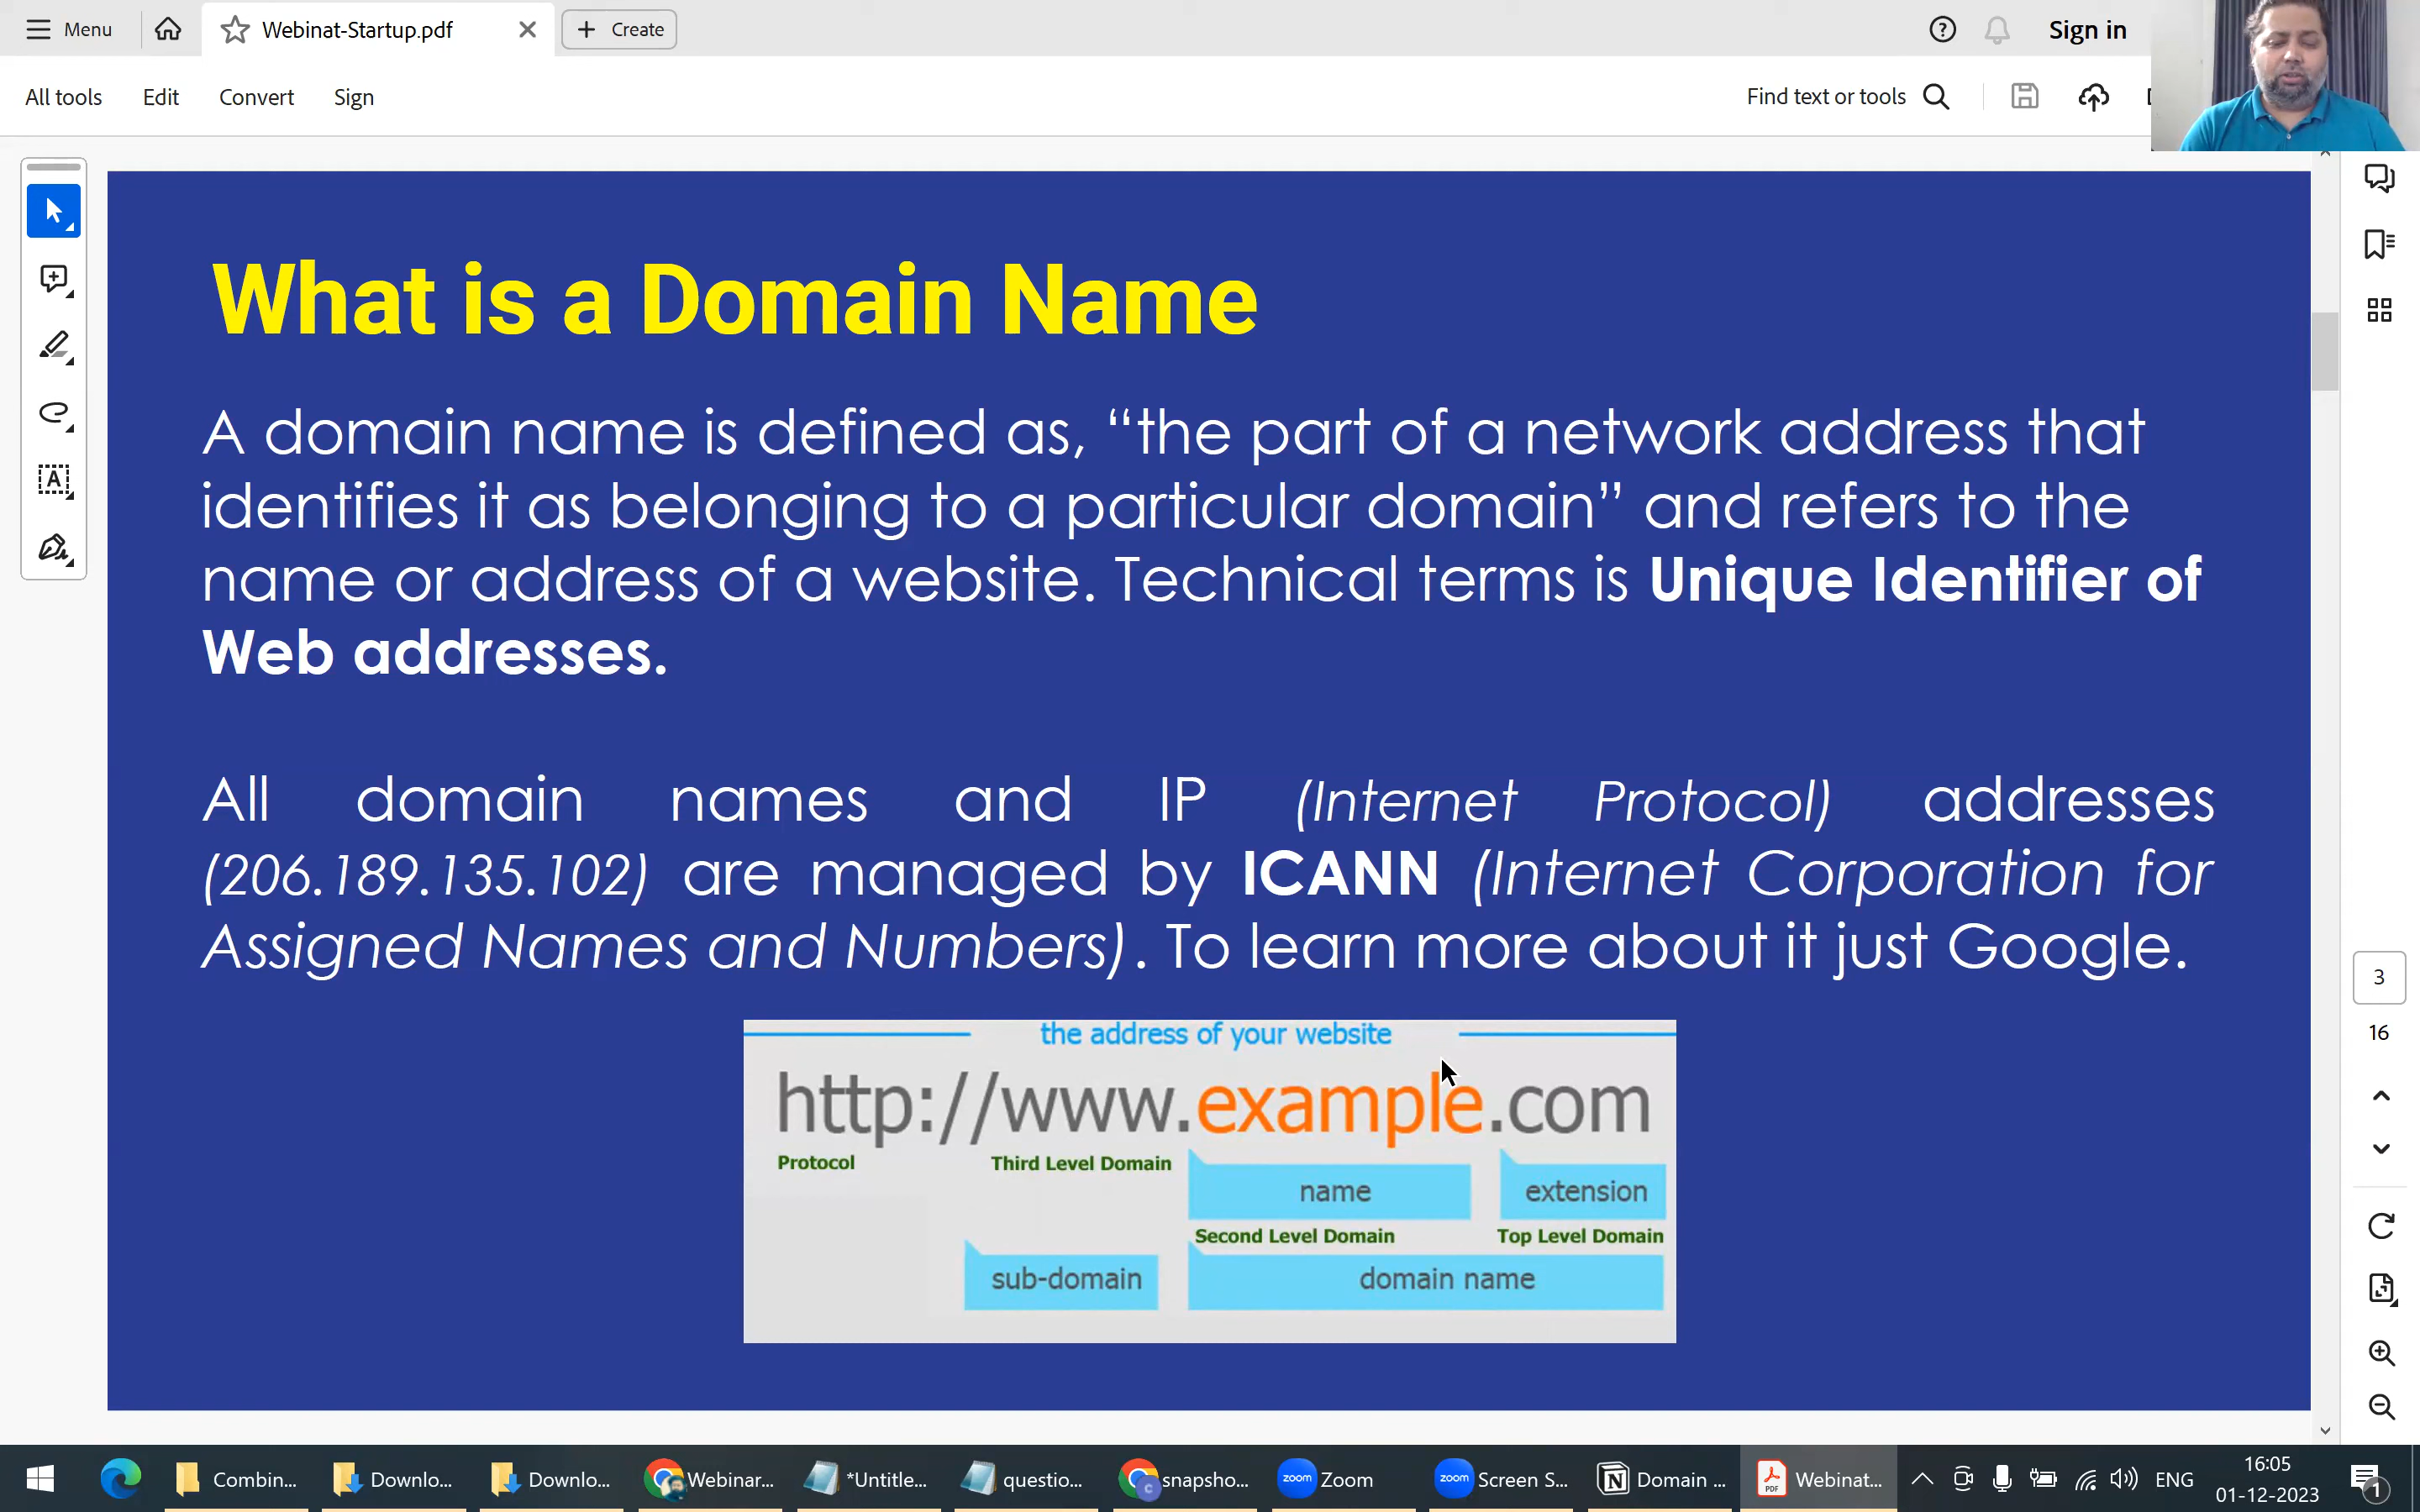 Menu
Webinat-Startup.pdf
Create
Sign in
All tools
Edit
Convert
Sign
Find text or tools
What is a Domain Name
A domain name is defined as, “the part of a network address that
identifies it as belonging to a particular domain” and refers to the
name or address of a website. Technical terms is Unique Identifier of
Web addresses.
All domain names and IP (Internet Protocol) addresses
(206.189.135.102) are managed by ICANN (Internet Corporation for
Assigned Names and Numbers). To learn more about it just Google.
the address of your website
http://www.example.com
Protocol
Third Level Domain
name
extension
Second Level Domain
Top Level Domain
sub-domain
domain name
3
16
Combin...
Downlo...
Downlo...
Webinar...
*Untitle...
questio...
snapsho...
zoom
Zoom
zoom
Screen S...
Domain ...
PDF
Webinat...
ENG
16:05
01-12-2023
1